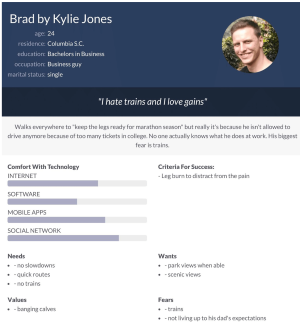 Brad by Kylie Jones
age: 24
residence: Columbia S.C.
education: Bachelors in Business
occupation: Business guy
marital status: single
"I hate trains and I love gains"
Walks everywhere to "keep the legs ready for marathon season" but really it's because he isn't allowed to
drive anymore because of too many tickets in college. No one actually knows what he does at work. His biggest
fear is trains.
Comfort With Technology
INTERNET
SOFTWARE
MOBILE APPS
SOCIAL NETWORK
Criteria For Success:
- Leg burn to distract from the pain
Needs
• - no slowdowns
• - quick routes
• - no trains
Wants
• - park views when able
• - scenic views
Values
• - banging calves
Fears
• - trains
• - not living up to his dad's expectations